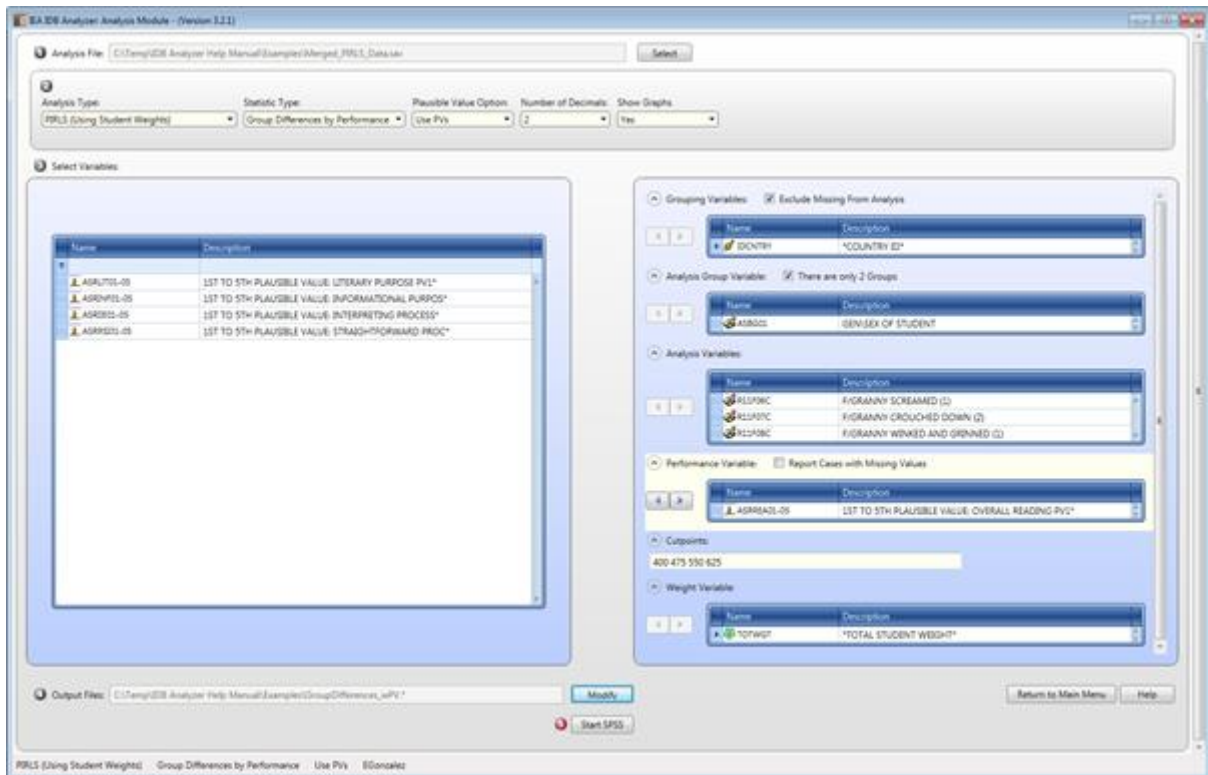 IEA IDB Analyzer: Analysis Module - (Version 3.2.1)
Analysis File: C:\Temp\IDB Analyzer Help Manual\Examples\Merged_PIRLS_Data.sav Select
Analysis Type: Statistic Type: Plausible Value Option: Number of Decimals: Show Graphs:
PIRLS (Using Student Weights) Group Differences by Performance Use PVs 2 Yes
Select Variables:
Name Description
1ST TO 5TH PLAUSIBLE VALUE: LITERARY PURPOSE PV1*
1ST TO 5TH PLAUSIBLE VALUE: INFORMATIONAL PURPOS*
1ST TO 5TH PLAUSIBLE VALUE: INTERPRETING PROCESS*
1ST TO 5TH PLAUSIBLE VALUE: STRAIGHTFORWARD PROC*
Grouping Variables: Exclude Missing From Analysis
Name Description
IDCNTRY *COUNTRY ID*
Analysis Group Variable: There are only 2 Groups
Name Description
ASBG01 GEN\SEX OF STUDENT
Analysis Variables:
Name Description
R11F06C F/GRANNY SCREAMED (1)
R11F07C F/GRANNY CROUCHED DOWN (2)
R11F08C F/GRANNY WINKED AND GRINNED (1)
Performance Variable: Report Cases with Missing Values
Name Description
ASRREA01-05 1ST TO 5TH PLAUSIBLE VALUE: OVERALL READING PV1*
Cutpoints:
400 475 550 625
Weight Variable:
Name Description
TOTWGT *TOTAL STUDENT WEIGHT*
Output Files: C:\Temp\IDB Analyzer Help Manual\Examples\GroupDifferences_wPV.* Modify
Return to Main Menu Help
Start SPSS
PIRLS (Using Student Weights) Group Differences by Performance Use PVs EGonzalez